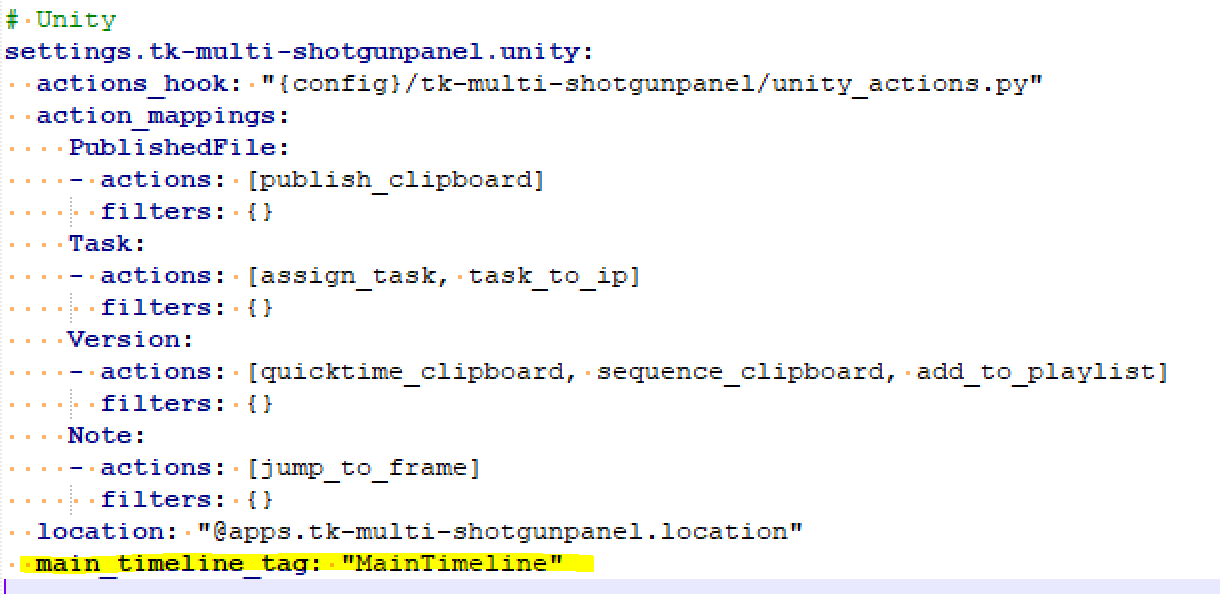 # Unity
settings.tk-multi-shotgunpanel.unity:
  actions_hook: "{config}/tk-multi-shotgunpanel/unity_actions.py"
  action_mappings:
    PublishedFile:
    - actions: [publish_clipboard]
      filters: {}
    Task:
    - actions: [assign_task, task_to_ip]
      filters: {}
    Version:
    - actions: [quicktime_clipboard, sequence_clipboard, add_to_playlist]
      filters: {}
    Note:
    - actions: [jump_to_frame]
      filters: {}
  location: "@apps.tk-multi-shotgunpanel.location"
  main_timeline_tag: "MainTimeline"